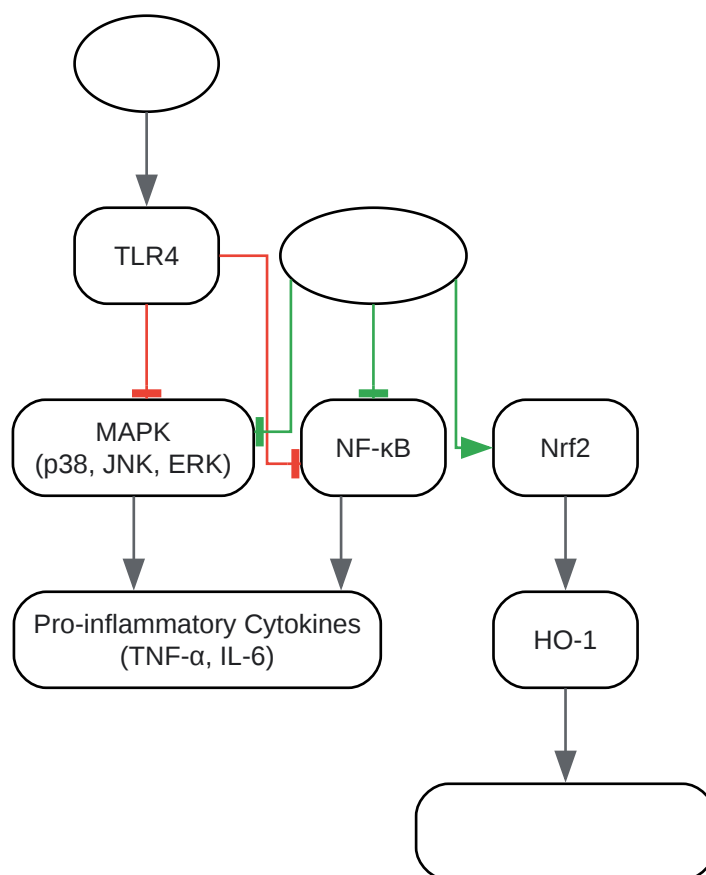 TLR4
MAPK
(p38, JNK, ERK)
NF-κB
Nrf2
Pro-inflammatory Cytokines
(TNF-α, IL-6)
HO-1